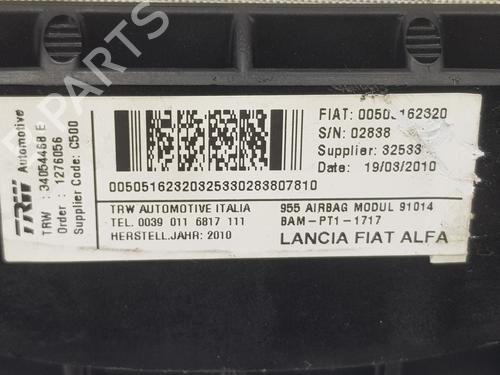 TRW Automotive
TRW : 34054468 E
Order : 1276056
Supplier Code: C500
FIAT: 00505162320
S/N: 02838
Supplier: 32533
Date: 19/03/2010
00505162320325330283807810
TRW AUTOMOTIVE ITALIA
TEL. 0039 011 6817 111
HERSTELL.JAHR: 2010
955 AIRBAG MODUL 91014
BAM-PT1-1717
LANCIA FIAT ALFA
B-PARTS